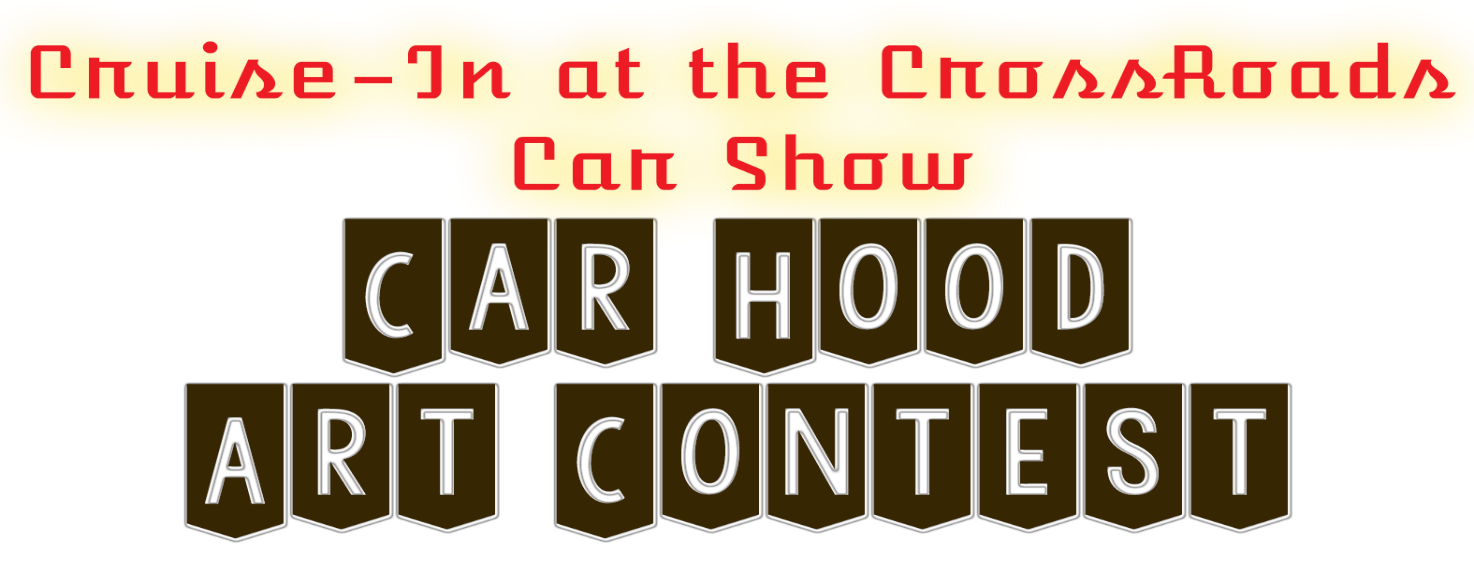 Cruise-In at the CrossRoads
Car Show
CAR HOOD
ART CONTEST